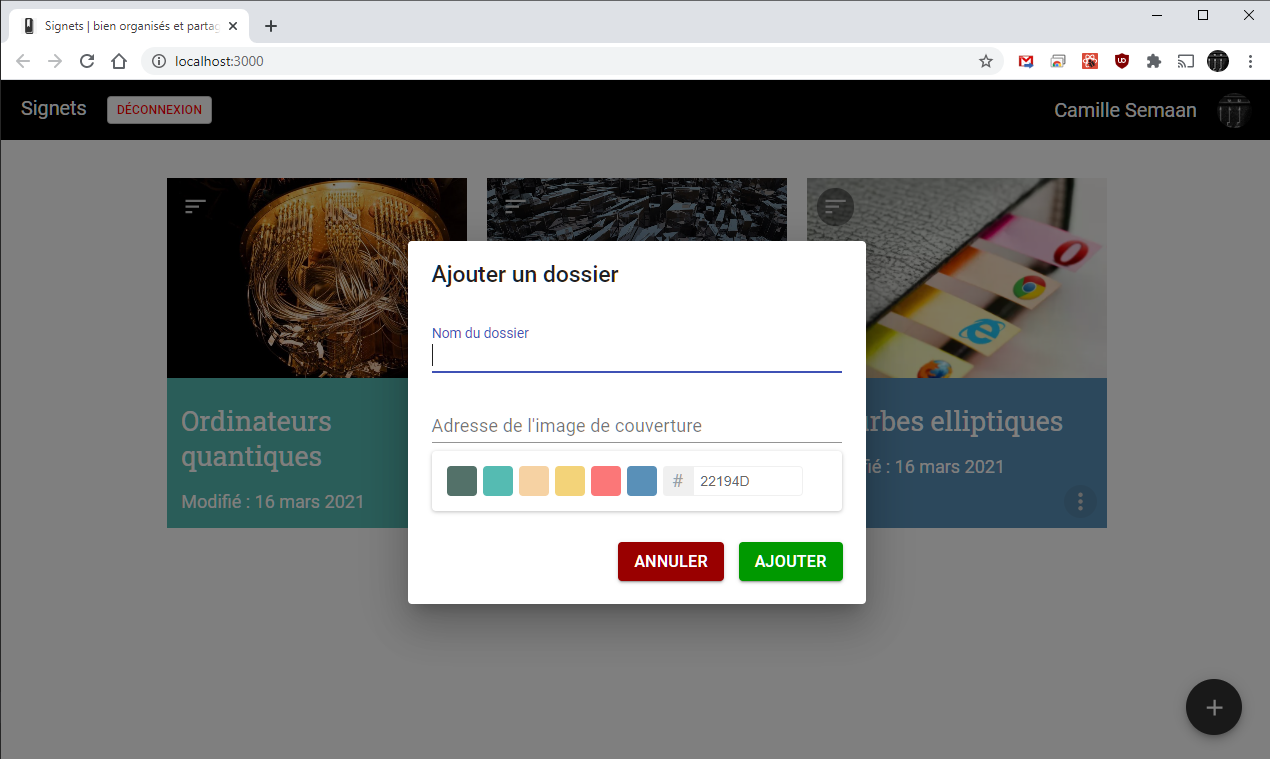 Signets | bien organisés et partag
localhost:3000
Signets
DÉCONNEXION
Camille Semaan
Ajouter un dossier
Nom du dossier
Adresse de l'image de couverture
# 22194D
ANNULER
AJOUTER
Ordinateurs
quantiques
Modifié : 16 mars 2021
rbes elliptiques
fié : 16 mars 2021